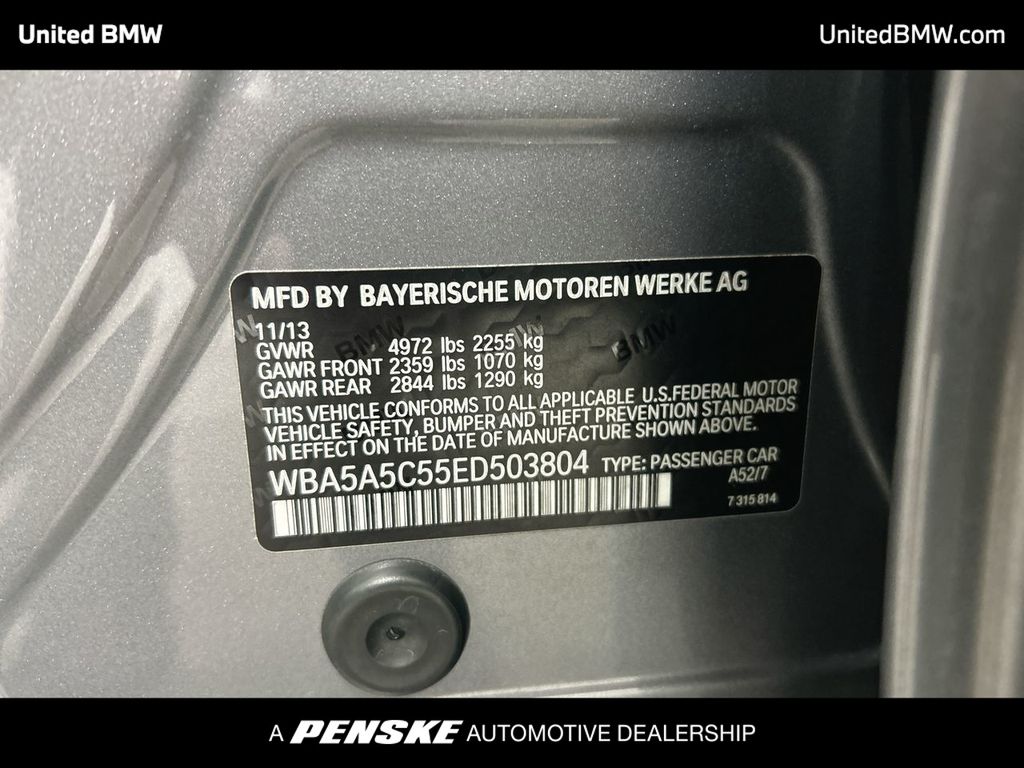 United BMW
UnitedBMW.com
MFD BY BAYERISCHE MOTOREN WERKE AG
11/13
GVWR 4972 lbs 2255 kg
GAWR FRONT 2359 lbs 1070 kg
GAWR REAR 2844 lbs 1290 kg
THIS VEHICLE CONFORMS TO ALL APPLICABLE U.S.FEDERAL MOTOR
VEHICLE SAFETY, BUMPER AND THEFT PREVENTION STANDARDS
IN EFFECT ON THE DATE OF MANUFACTURE SHOWN ABOVE.
WBA5A5C55ED503804 TYPE: PASSENGER CAR
A52/7
7 315 814
A PENSKE AUTOMOTIVE DEALERSHIP